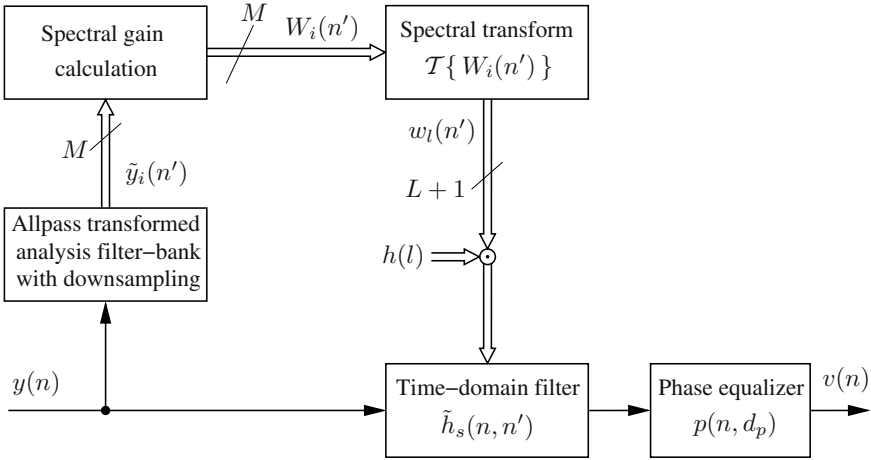 Spectral gain
calculation
M
W_i(n′)
Spectral transform
𝒯{ W_i(n′) }
w_l(n′)
M
ỹ_i(n′)
L + 1
Allpass transformed
analysis filter−bank
with downsampling
h(l)
y(n)
Time−domain filter
h̃_s(n, n′)
Phase equalizer
p(n, d_p)
v(n)